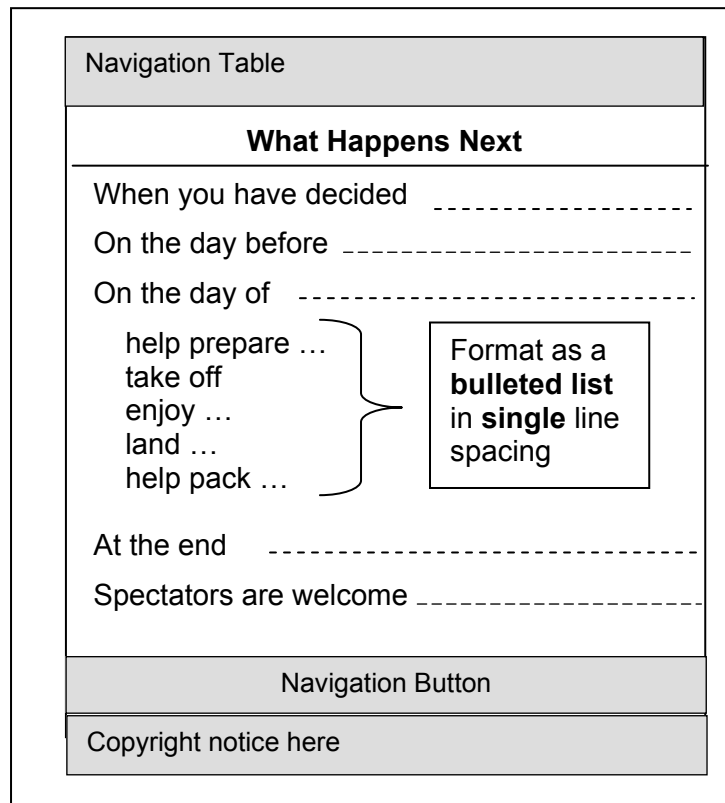 Navigation Table
What Happens Next
When you have decided
On the day before
On the day of
help prepare …
take off
enjoy …
land …
help pack …
Format as a
bulleted list
in single line
spacing
At the end
Spectators are welcome
Navigation Button
Copyright notice here